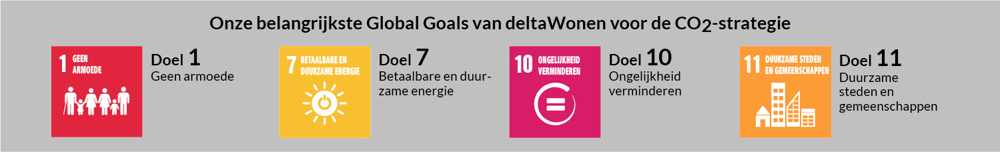 Onze belangrijkste Global Goals van deltaWonen voor de CO2-strategie
1 GEEN
ARMOEDE
Doel 1
Geen armoede
7 BETAALBARE EN
DUURZAME ENERGIE
Doel 7
Betaalbare en duur-
zame energie
10 ONGELIJKHEID
VERMINDEREN
Doel 10
Ongelijkheid
verminderen
11 DUURZAME STEDEN
EN GEMEENSCHAPPEN
Doel 11
Duurzame
steden en
gemeenschappen